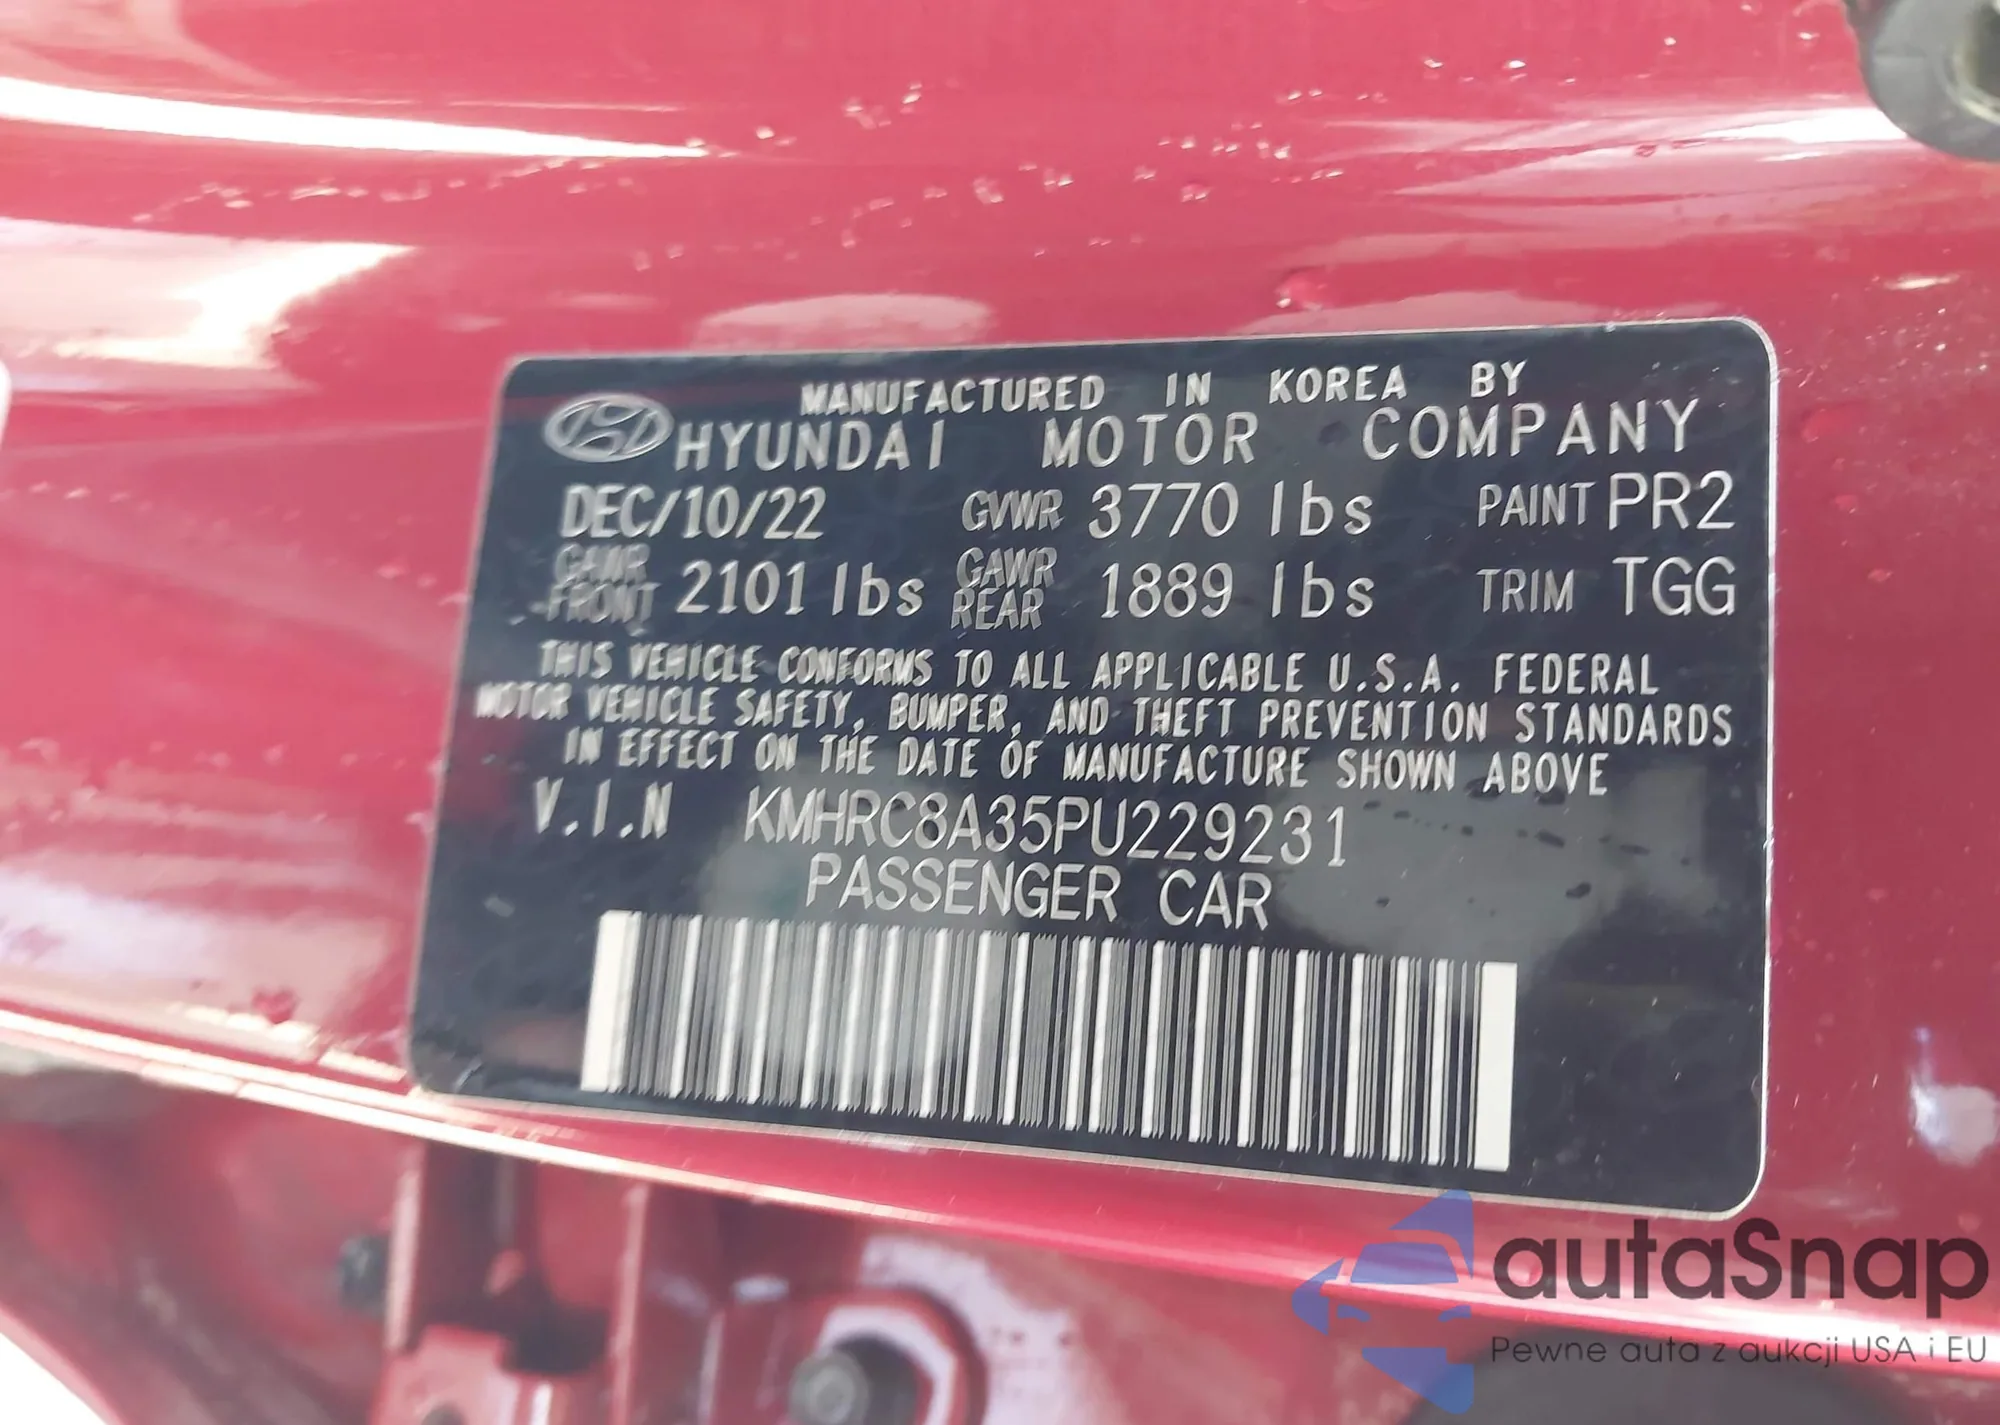 MANUFACTURED IN KOREA BY
HYUNDAI MOTOR COMPANY
DEC/10/22 GVWR 3770 lbs PAINT PR2
GAWR FRONT 2101 lbs GAWR REAR 1889 lbs TRIM TGG
THIS VEHICLE CONFORMS TO ALL APPLICABLE U.S.A. FEDERAL
MOTOR VEHICLE SAFETY, BUMPER, AND THEFT PREVENTION STANDARDS
IN EFFECT ON THE DATE OF MANUFACTURE SHOWN ABOVE
V.I.N KMHRC8A35PU229231
PASSENGER CAR
autaSnap
Pewne auta z aukcji USA i EU